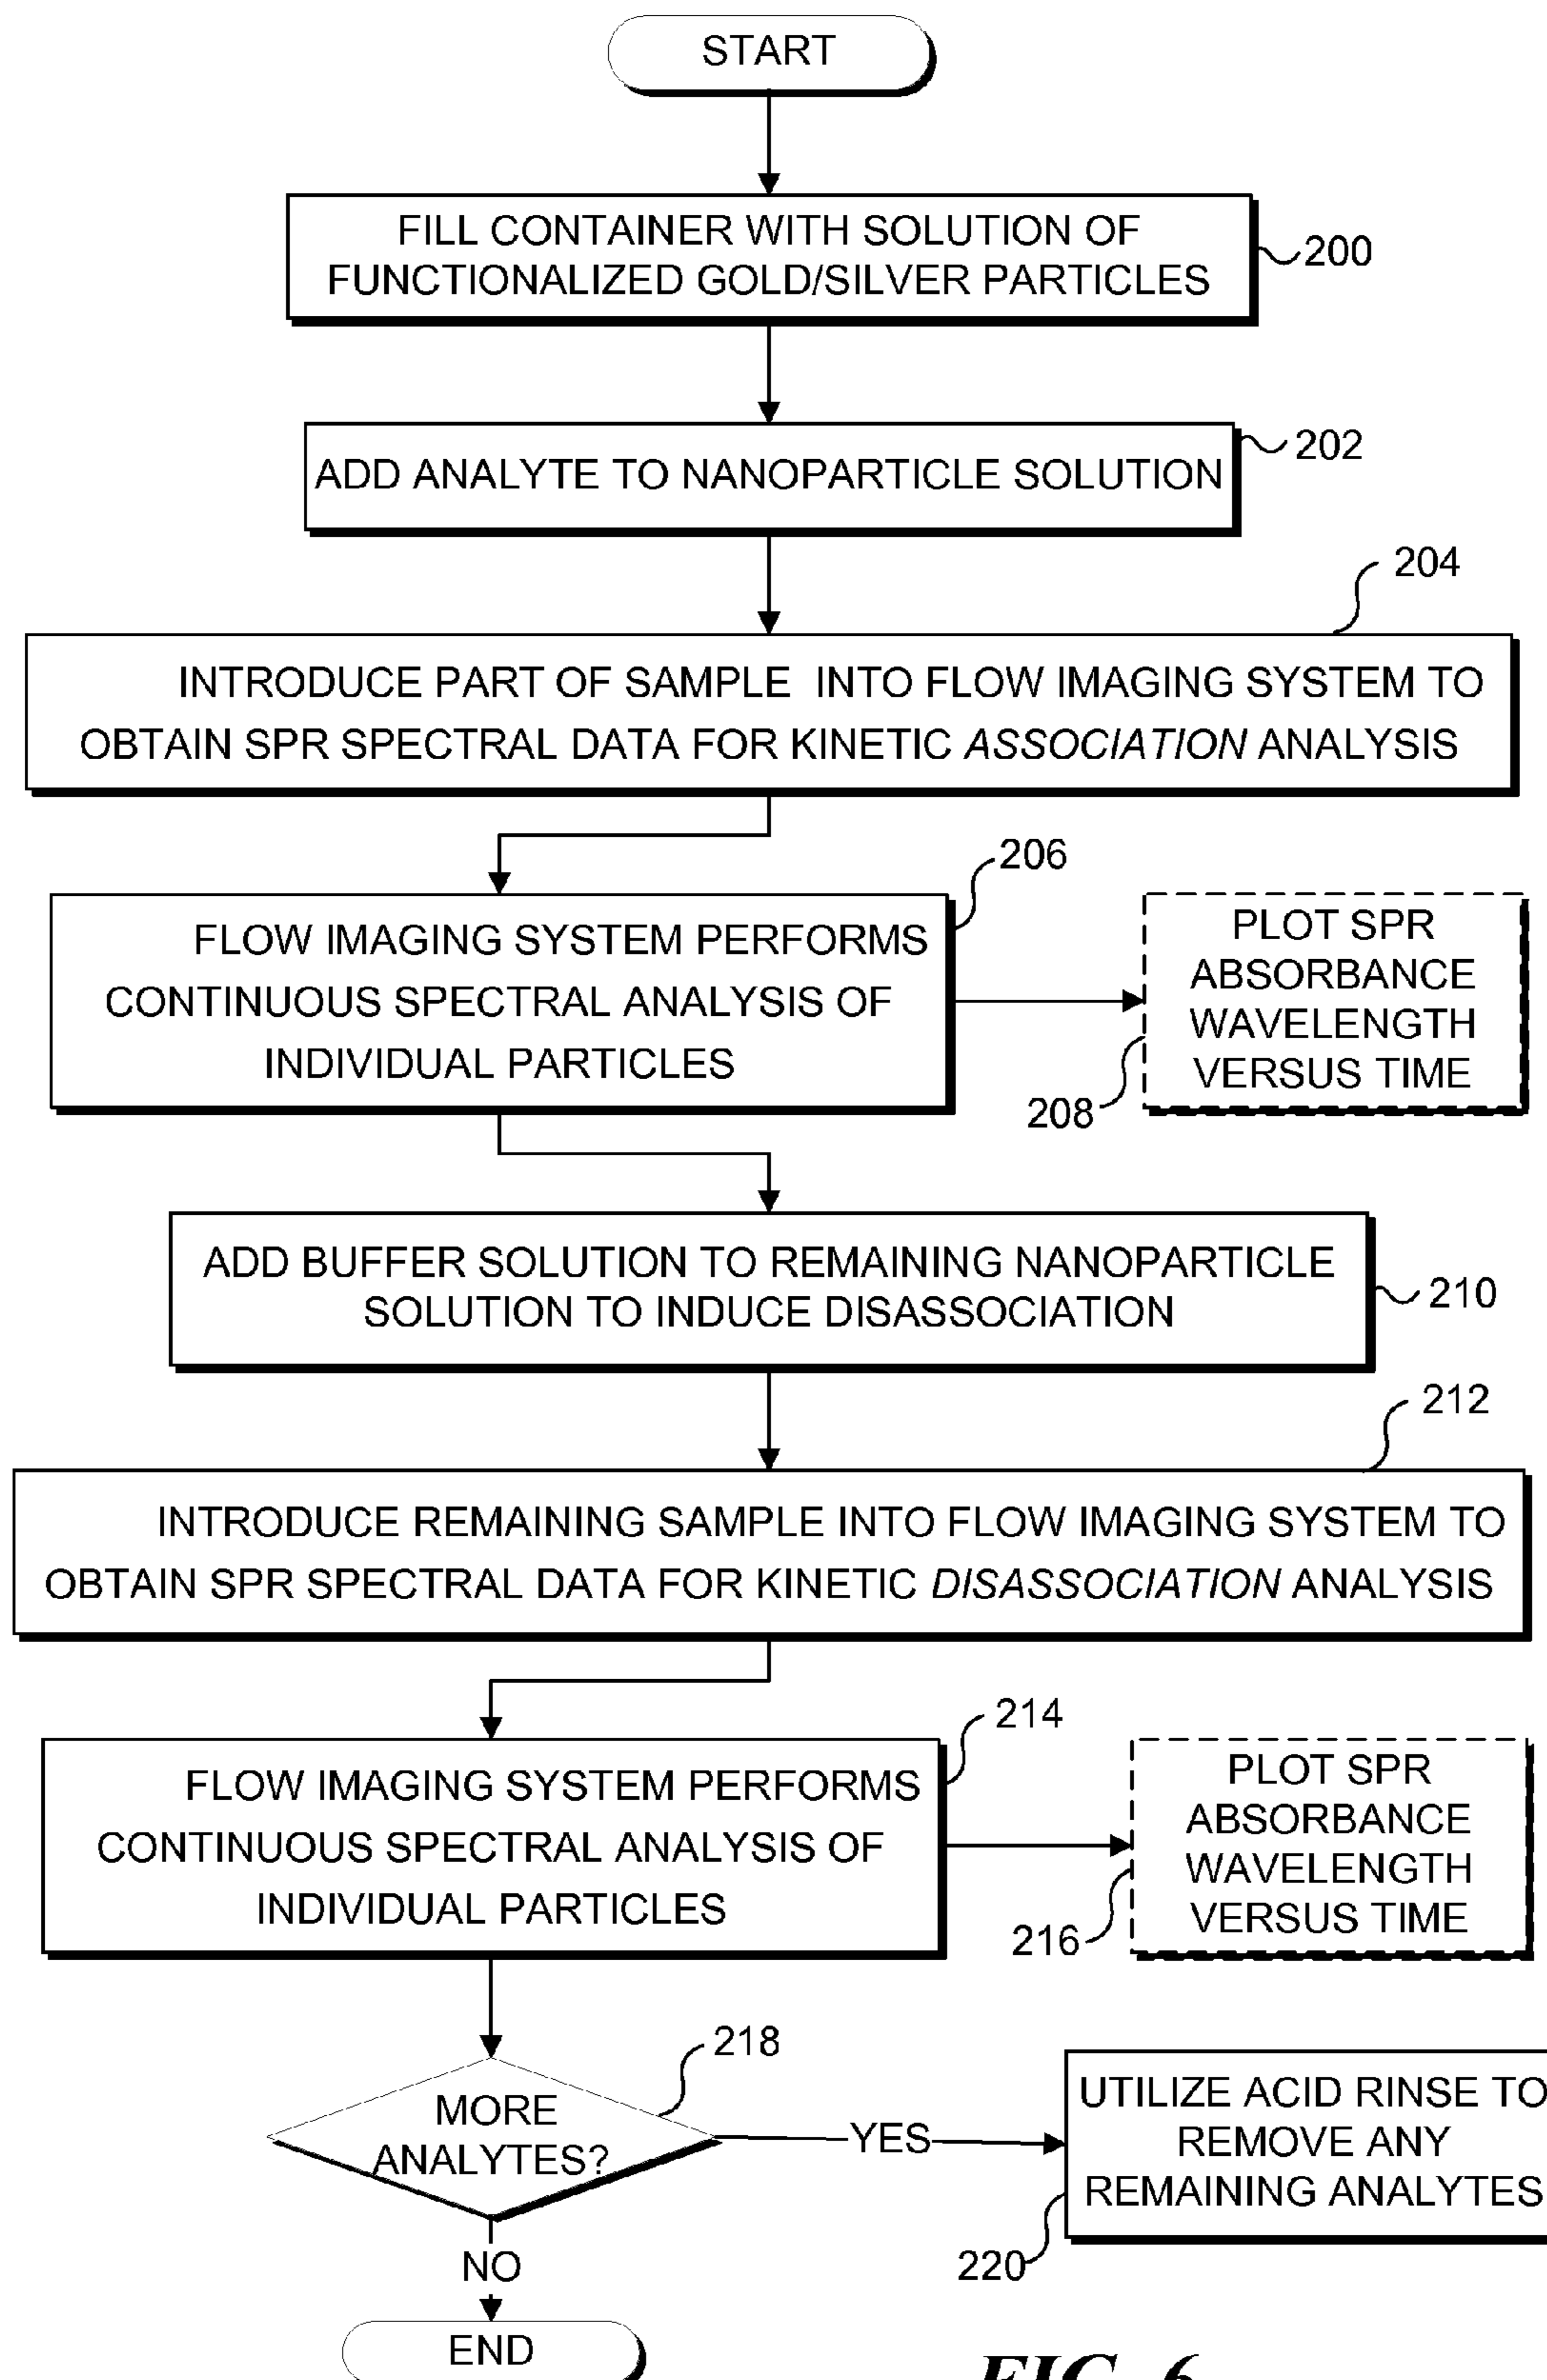 START
FILL CONTAINER WITH SOLUTION OF
FUNCTIONALIZED GOLD/SILVER PARTICLES
200
ADD ANALYTE TO NANOPARTICLE SOLUTION
202
204
INTRODUCE PART OF SAMPLE INTO FLOW IMAGING SYSTEM TO
OBTAIN SPR SPECTRAL DATA FOR KINETIC ASSOCIATION ANALYSIS
206
FLOW IMAGING SYSTEM PERFORMS
CONTINUOUS SPECTRAL ANALYSIS OF
INDIVIDUAL PARTICLES
PLOT SPR
ABSORBANCE
WAVELENGTH
VERSUS TIME
208
ADD BUFFER SOLUTION TO REMAINING NANOPARTICLE
SOLUTION TO INDUCE DISASSOCIATION
210
212
INTRODUCE REMAINING SAMPLE INTO FLOW IMAGING SYSTEM TO
OBTAIN SPR SPECTRAL DATA FOR KINETIC DISASSOCIATION ANALYSIS
214
FLOW IMAGING SYSTEM PERFORMS
CONTINUOUS SPECTRAL ANALYSIS OF
INDIVIDUAL PARTICLES
PLOT SPR
ABSORBANCE
WAVELENGTH
VERSUS TIME
216
218
MORE
ANALYTES?
YES
UTILIZE ACID RINSE TO
REMOVE ANY
REMAINING ANALYTES
220
NO
END
FIG. 6